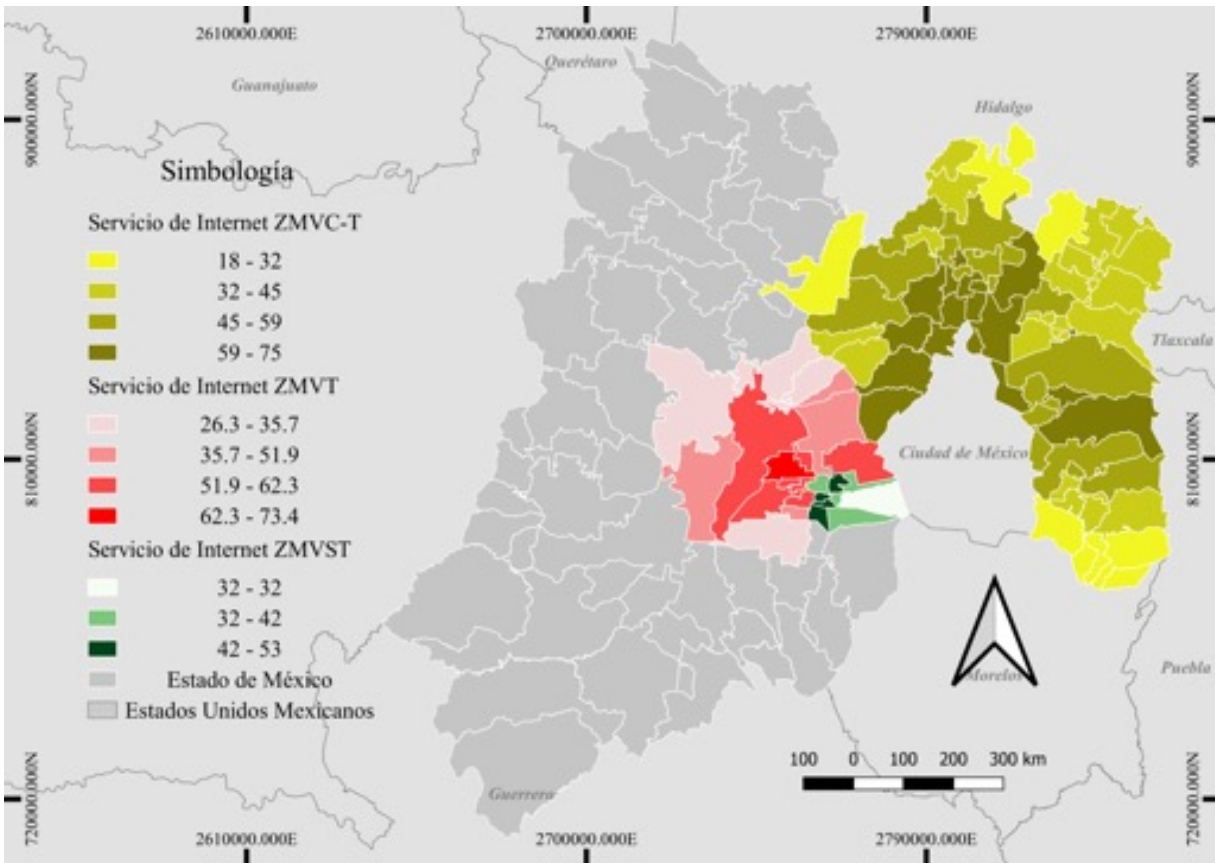 2610000.000E 2700000.000E 2790000.000E
Querétaro
Guanajuato
Hidalgo
900000.000N 900000.000N
Simbología
Servicio de Internet ZMVC-T
18 - 32
32 - 45
45 - 59
59 - 75
Tlaxcala
Servicio de Internet ZMVT
26.3 - 35.7
35.7 - 51.9
51.9 - 62.3
62.3 - 73.4
Ciudad de México
810000.000N 810000.000N
Servicio de Internet ZMVST
32 - 32
32 - 42
42 - 53
Estado de México
Estados Unidos Mexicanos
Puebla
Morelos
100 0 100 200 300 km
Guerrero
720000.000N 720000.000N
2610000.000E 2700000.000E 2790000.000E